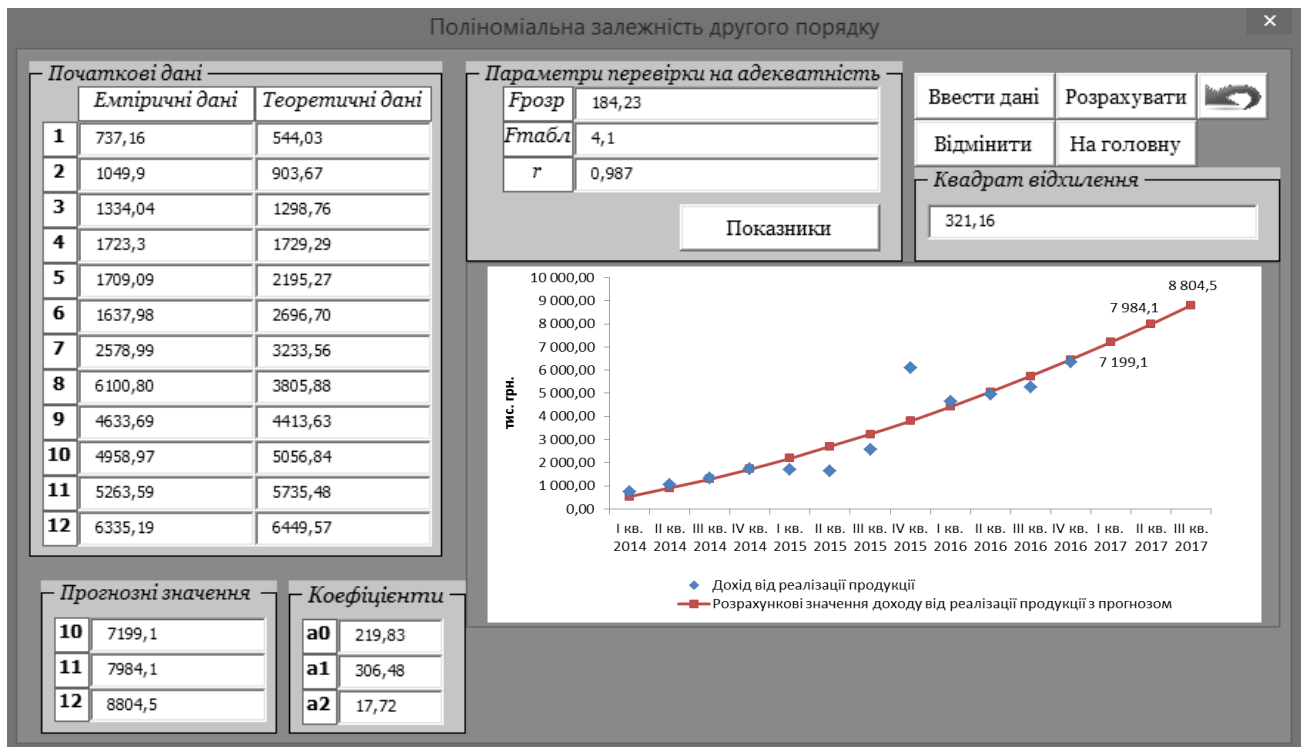 Поліноміальна залежність другого порядку
×
Початкові дані
Емпіричні дані Теоретичні дані
1 737,16 544,03
2 1049,9 903,67
3 1334,04 1298,76
4 1723,3 1729,29
5 1709,09 2195,27
6 1637,98 2696,70
7 2578,99 3233,56
8 6100,80 3805,88
9 4633,69 4413,63
10 4958,97 5056,84
11 5263,59 5735,48
12 6335,19 6449,57
Параметри перевірки на адекватність
Fрозр 184,23
Fтабл 4,1
r 0,987
Показники
Ввести дані Розрахувати
Відмінити На головну
Квадрат відхилення
321,16
10 000,00
9 000,00
8 000,00
7 000,00
6 000,00
5 000,00
4 000,00
3 000,00
2 000,00
1 000,00
0,00
тис. грн.
8 804,5
7 984,1
7 199,1
I кв. II кв. III кв. IV кв. I кв. II кв. III кв. IV кв. I кв. II кв. III кв. IV кв. I кв. II кв. III кв.
2014 2014 2014 2014 2015 2015 2015 2015 2016 2016 2016 2016 2017 2017 2017
Дохід від реалізації продукції
Розрахункові значення доходу від реалізації продукції з прогнозом
Прогнозні значення
10 7199,1
11 7984,1
12 8804,5
Коефіцієнти
a0 219,83
a1 306,48
a2 17,72